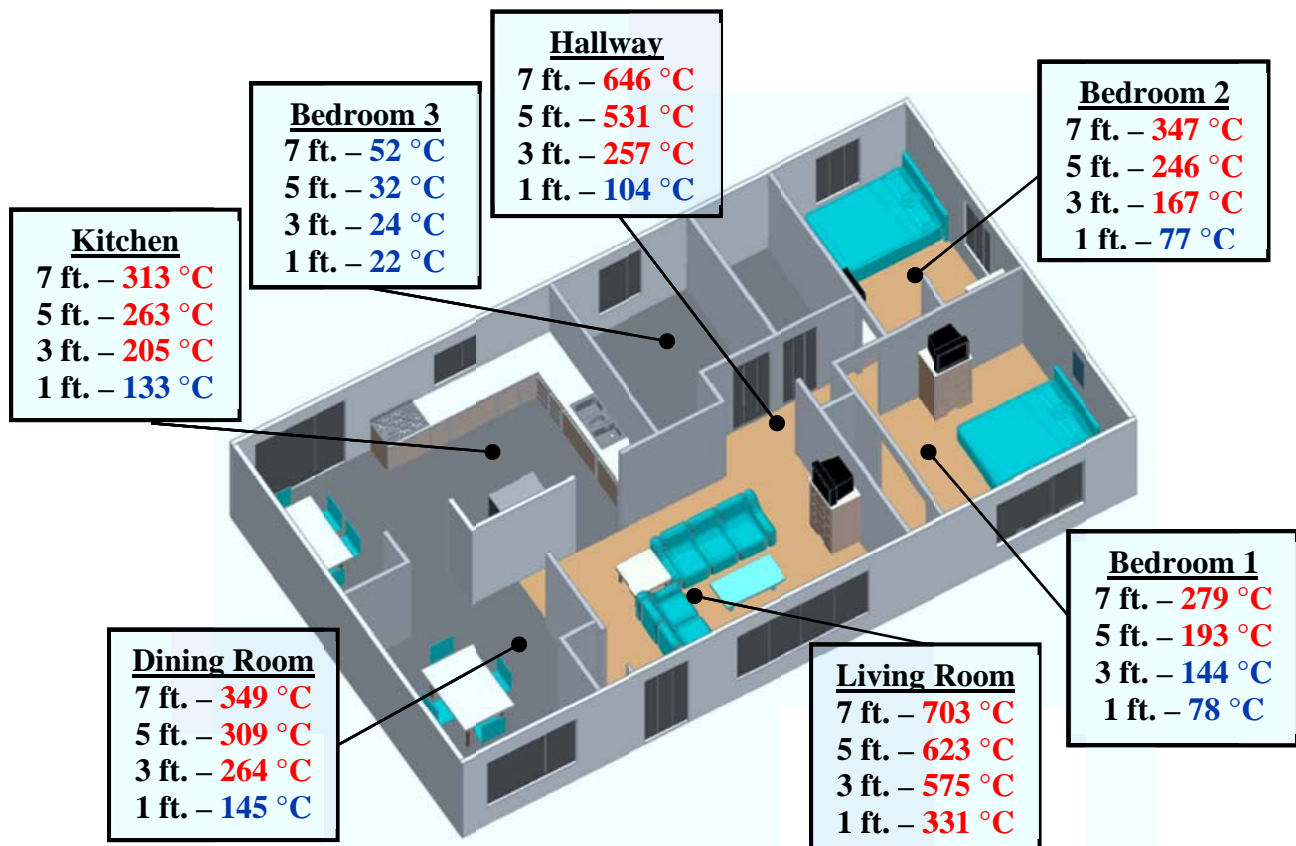 Hallway
7 ft. – 646 °C
5 ft. – 531 °C
3 ft. – 257 °C
1 ft. – 104 °C
Bedroom 3
7 ft. – 52 °C
5 ft. – 32 °C
3 ft. – 24 °C
1 ft. – 22 °C
Bedroom 2
7 ft. – 347 °C
5 ft. – 246 °C
3 ft. – 167 °C
1 ft. – 77 °C
Kitchen
7 ft. – 313 °C
5 ft. – 263 °C
3 ft. – 205 °C
1 ft. – 133 °C
Bedroom 1
7 ft. – 279 °C
5 ft. – 193 °C
3 ft. – 144 °C
1 ft. – 78 °C
Dining Room
7 ft. – 349 °C
5 ft. – 309 °C
3 ft. – 264 °C
1 ft. – 145 °C
Living Room
7 ft. – 703 °C
5 ft. – 623 °C
3 ft. – 575 °C
1 ft. – 331 °C